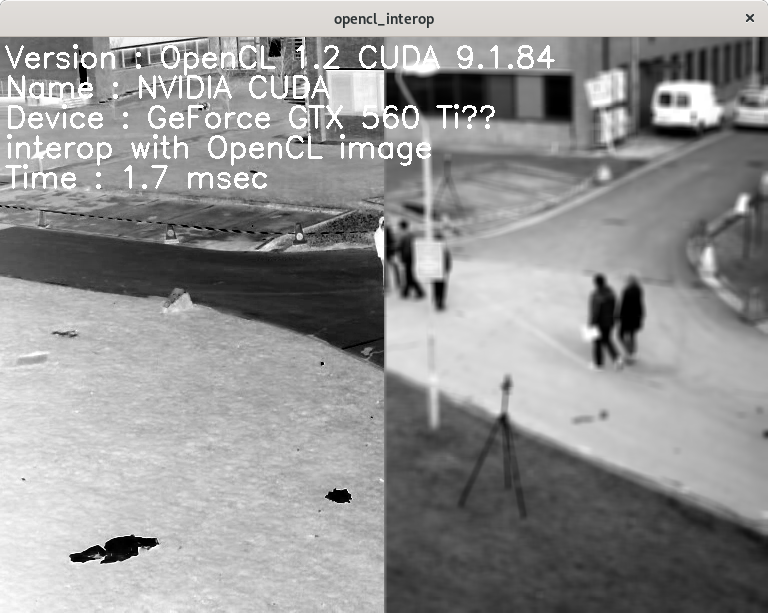 opencl_interop
Version : OpenCL 1.2 CUDA 9.1.84
Name : NVIDIA CUDA
Device : GeForce GTX 560 Ti??
interop with OpenCL image
Time : 1.7 msec